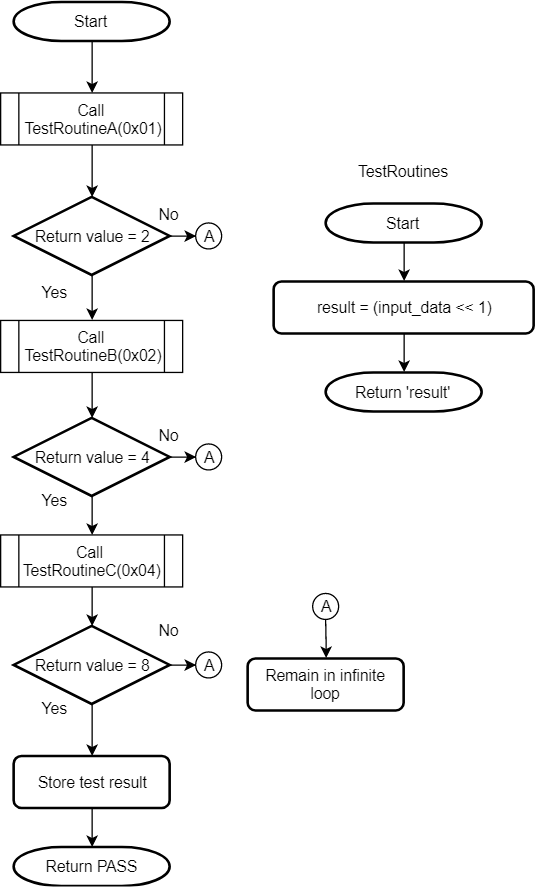 Start
Call
TestRoutineA(0x01)
Return value = 2
No
A
Yes
Call
TestRoutineB(0x02)
Return value = 4
No
A
Yes
Call
TestRoutineC(0x04)
Return value = 8
No
A
Yes
Store test result
Return PASS
TestRoutines
Start
result = (input_data << 1)
Return 'result'
A
Remain in infinite
loop